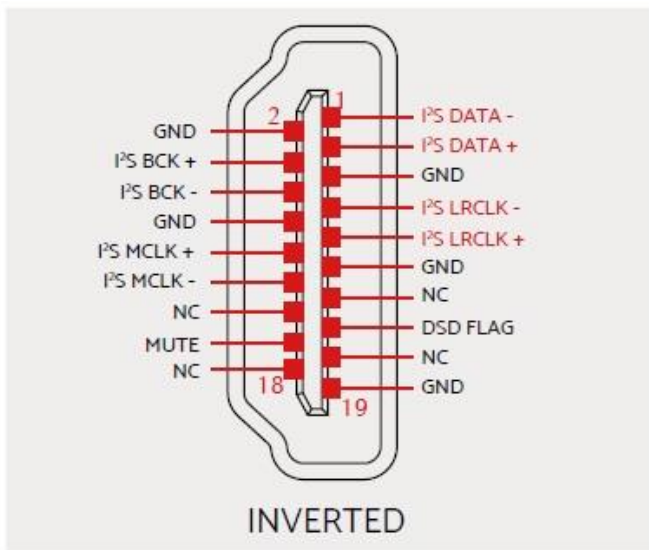 1
I²S DATA -
2
GND
I²S DATA +
I²S BCK +
GND
I²S BCK -
I²S LRCLK -
GND
I²S LRCLK +
I²S MCLK +
GND
I²S MCLK -
NC
NC
DSD FLAG
MUTE
NC
NC
18
GND
19
INVERTED